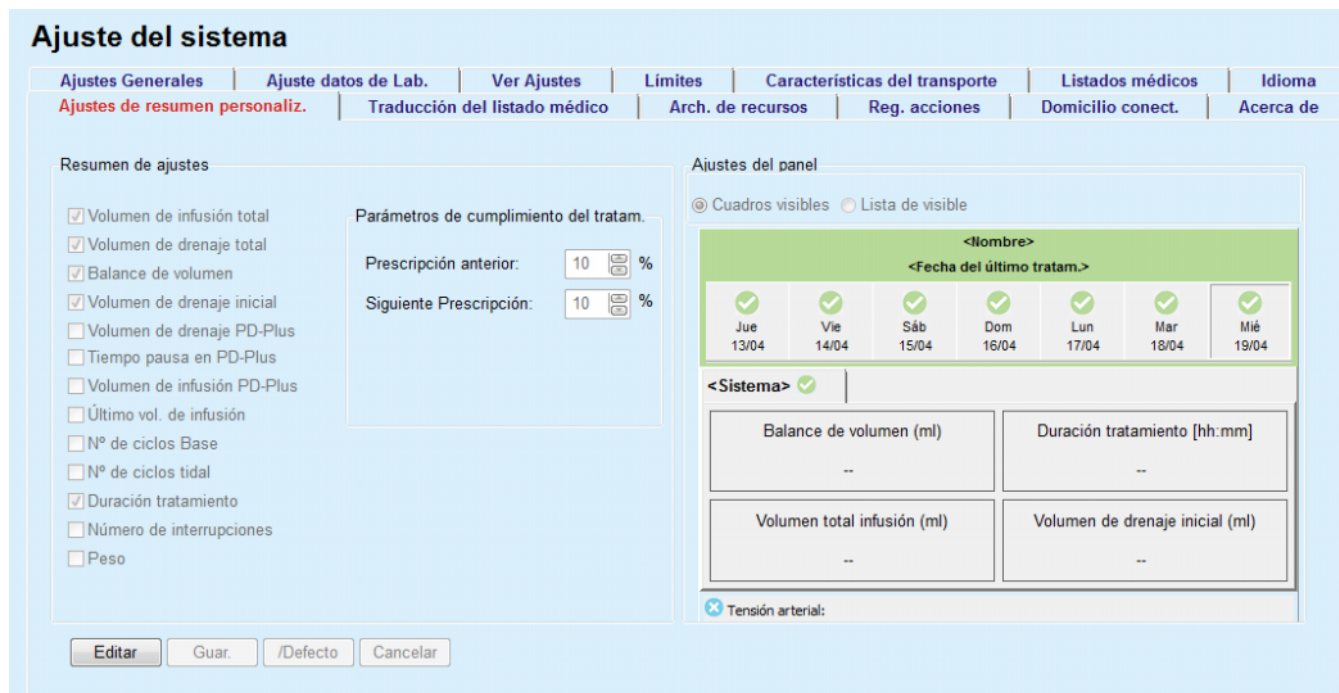 Ajuste del sistema
Ajustes Generales Ajuste datos de Lab. Ver Ajustes Límites Características del transporte Listados médicos Idioma
Ajustes de resumen personaliz. Traducción del listado médico Arch. de recursos Reg. acciones Domicilio conect. Acerca de
Resumen de ajustes
Volumen de infusión total
Volumen de drenaje total
Balance de volumen
Volumen de drenaje inicial
Volumen de drenaje PD-Plus
Tiempo pausa en PD-Plus
Volumen de infusión PD-Plus
Último vol. de infusión
Nº de ciclos Base
Nº de ciclos tidal
Duración tratamiento
Número de interrupciones
Peso
Parámetros de cumplimiento del tratam.
Prescripción anterior: 10 %
Siguiente Prescripción: 10 %
Ajustes del panel
Cuadros visibles Lista de visible
<Nombre>
<Fecha del último tratam.>
Jue Vie Sáb Dom Lun Mar Mié
13/04 14/04 15/04 16/04 17/04 18/04 19/04
<Sistema>
Balance de volumen (ml) Duración tratamiento [hh:mm]
-- --
Volumen total infusión (ml) Volumen de drenaje inicial (ml)
-- --
Tensión arterial:
Editar Guar. /Defecto Cancelar